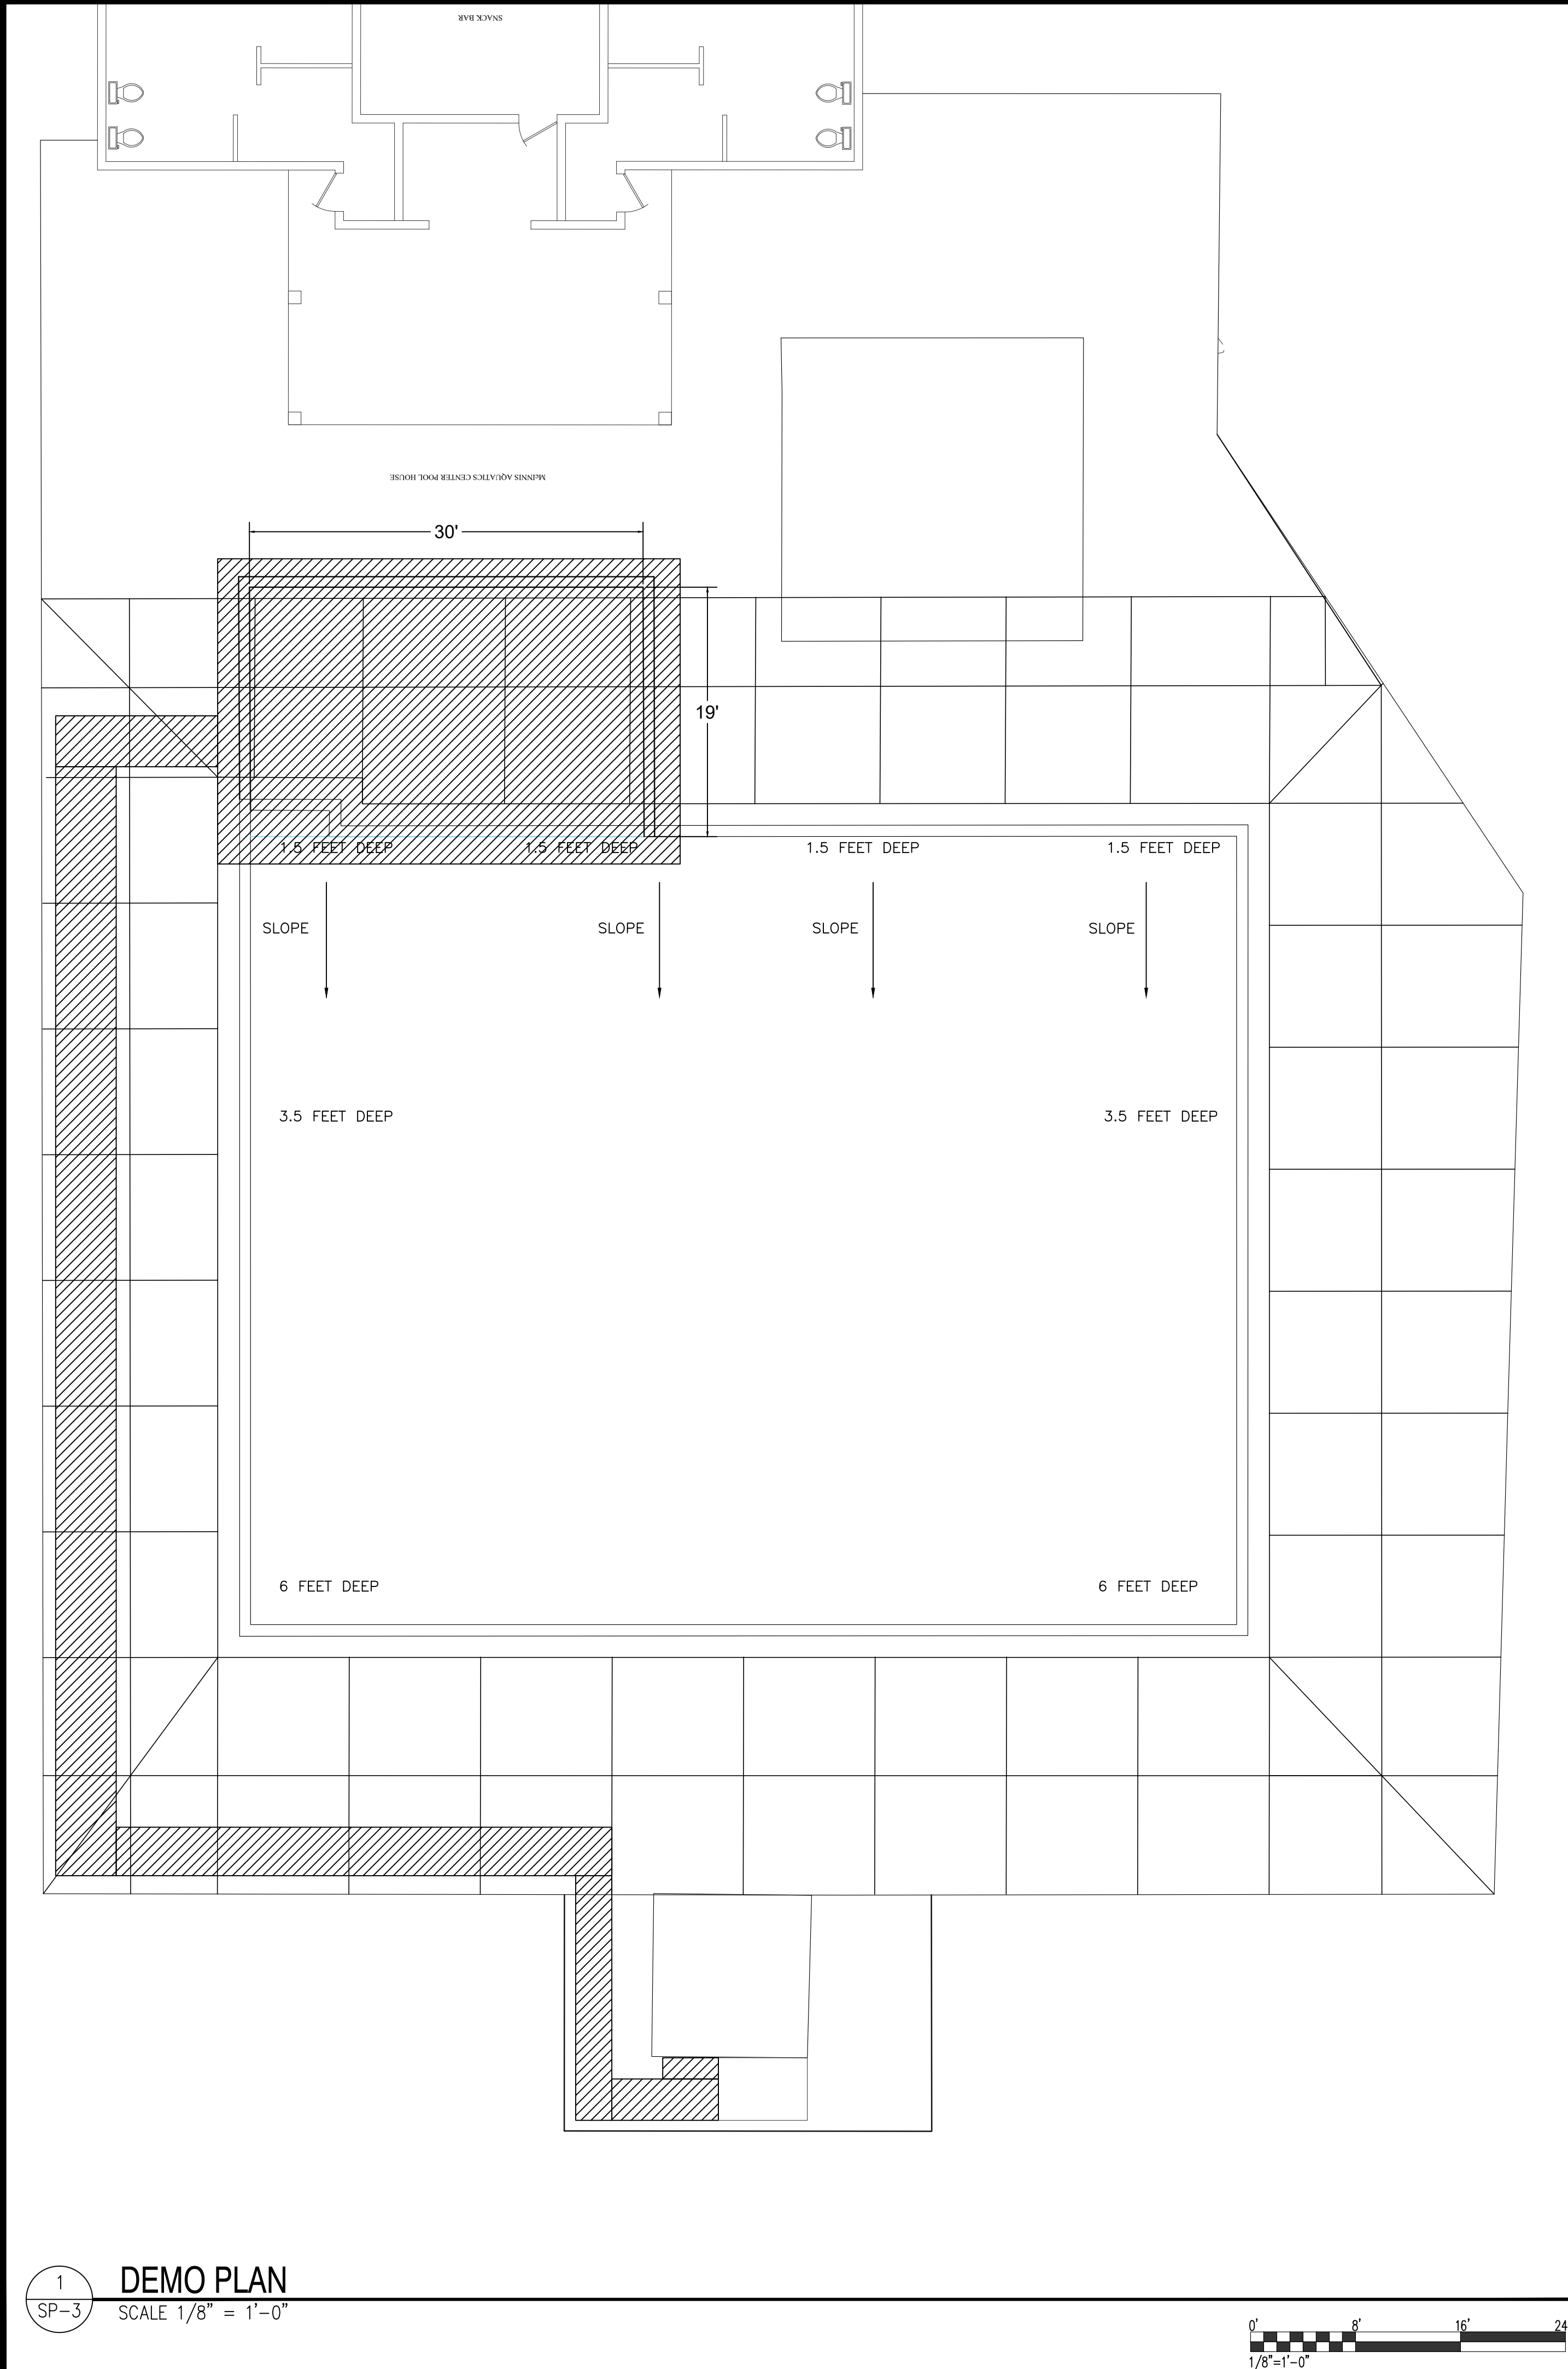 SNACK BAR
McINNIS AQUATICS CENTER POOL HOUSE
30'
19'
1.5 FEET DEEP 1.5 FEET DEEP 1.5 FEET DEEP 1.5 FEET DEEP
SLOPE SLOPE SLOPE SLOPE
3.5 FEET DEEP 3.5 FEET DEEP
6 FEET DEEP 6 FEET DEEP
1
SP-3
DEMO PLAN
SCALE 1/8" = 1'-0"
0' 8' 16' 24
1/8"=1'-0"